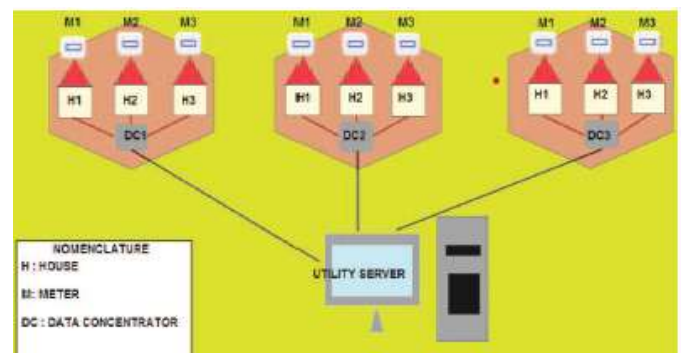 M1 M2 M3 M1 M2 M3 M1 M2 M3
H1 H2 H3 H1 H2 H3 H1 H2 H3
DC1 DC2 DC3
UTILITY SERVER
NOMENCLATURE
H : HOUSE
M: METER
DC : DATA CONCENTRATOR